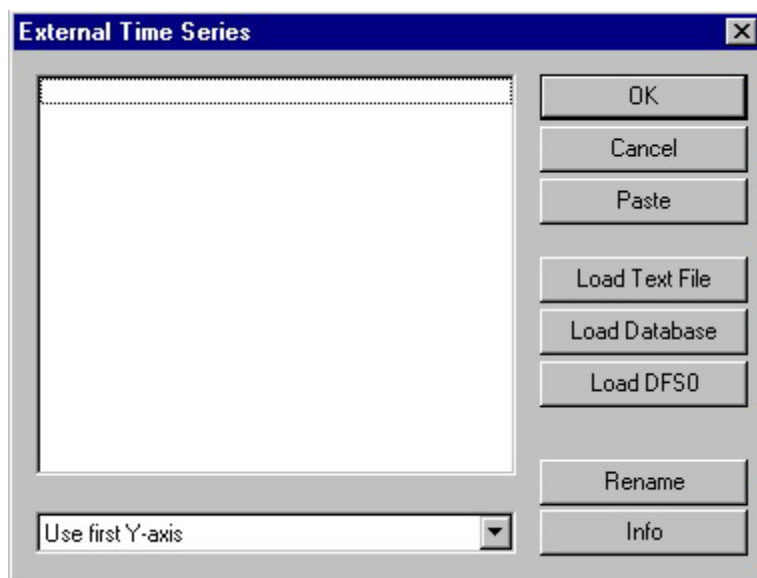 External Time Series
OK
Cancel
Paste
Load Text File
Load Database
Load DFS0
Rename
Use first Y-axis
Info